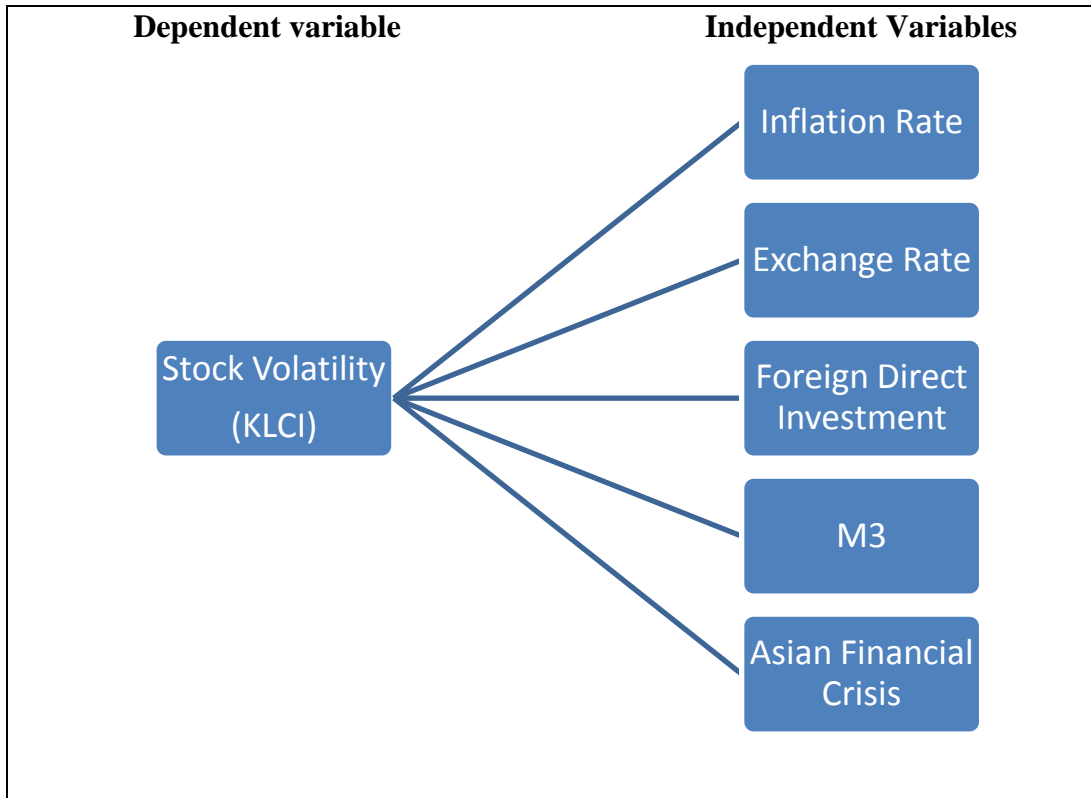 Dependent variable
Independent Variables
Inflation Rate
Exchange Rate
Stock Volatility
(KLCI)
Foreign Direct
Investment
M3
Asian Financial
Crisis